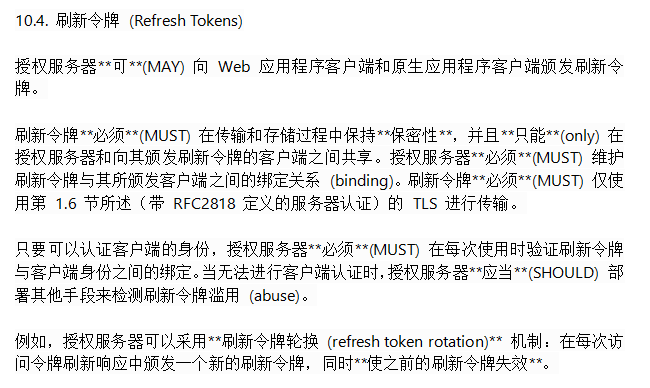 10.4. 刷新令牌 (Refresh Tokens)
授权服务器**可**(MAY) 向 Web 应用程序客户端和原生应用程序客户端颁发刷新令
牌。
刷新令牌**必须**(MUST) 在传输和存储过程中保持**保密性**，并且**只能**(only) 在
授权服务器和向其颁发刷新令牌的客户端之间共享。授权服务器**必须**(MUST) 维护
刷新令牌与其所颁发客户端之间的绑定关系 (binding)。刷新令牌**必须**(MUST) 仅使
用第 1.6 节所述（带 RFC2818 定义的服务器认证）的 TLS 进行传输。
只要可以认证客户端的身份，授权服务器**必须**(MUST) 在每次使用时验证刷新令牌
与客户端身份之间的绑定。当无法进行客户端认证时，授权服务器**应当**(SHOULD) 部
署其他手段来检测刷新令牌滥用 (abuse)。
例如，授权服务器可以采用**刷新令牌轮换 (refresh token rotation)** 机制：在每次访
问令牌刷新响应中颁发一个新的刷新令牌，同时**使之前的刷新令牌失效**。